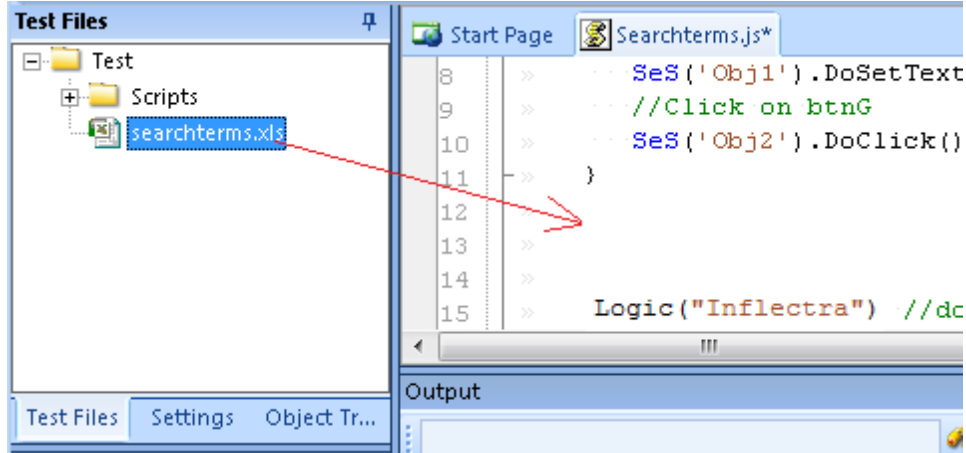 Test Files
Test
Scripts
searchterms.xls
Test Files Settings Object Tr...
Start Page Searchterms.js*
8 SeS('Obj1').DoSetText
9 //Click on btnG
10 SeS('Obj2').DoClick()
11 }
12
13
14
15 Logic("Inflectra") //do
Output